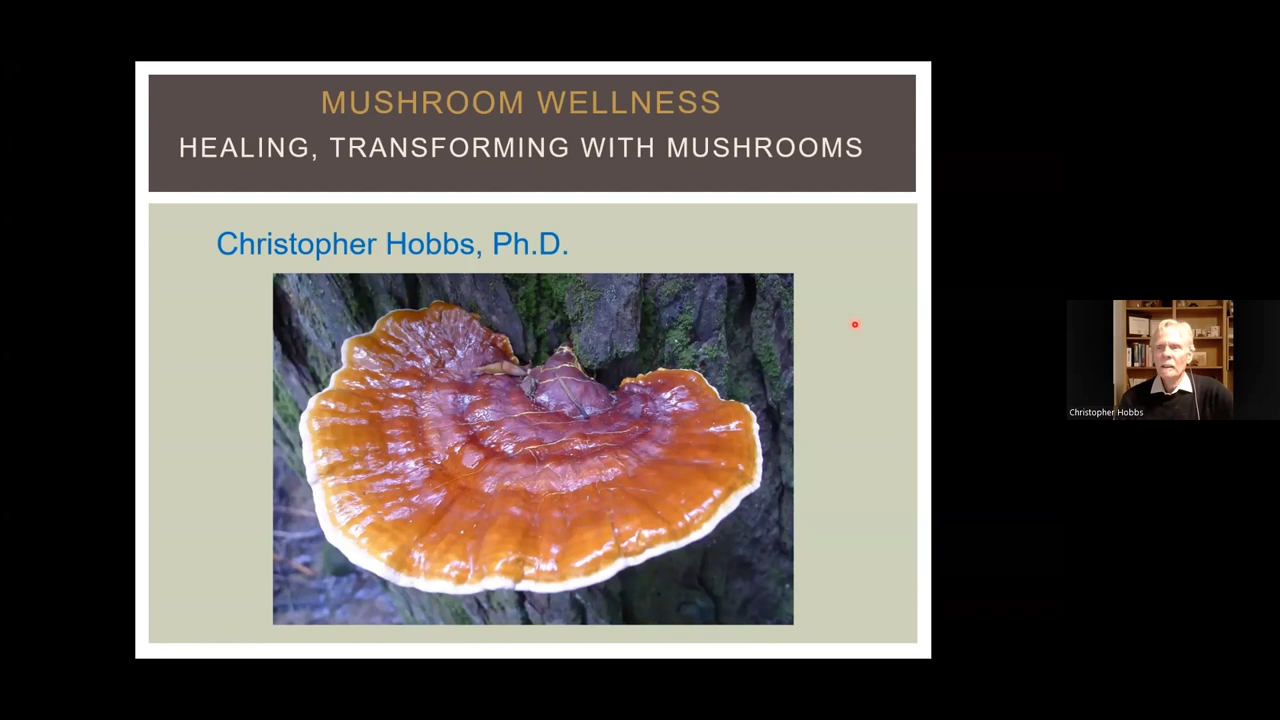 MUSHROOM WELLNESS
HEALING, TRANSFORMING WITH MUSHROOMS
Christopher Hobbs, Ph.D.
Christopher Hobbs